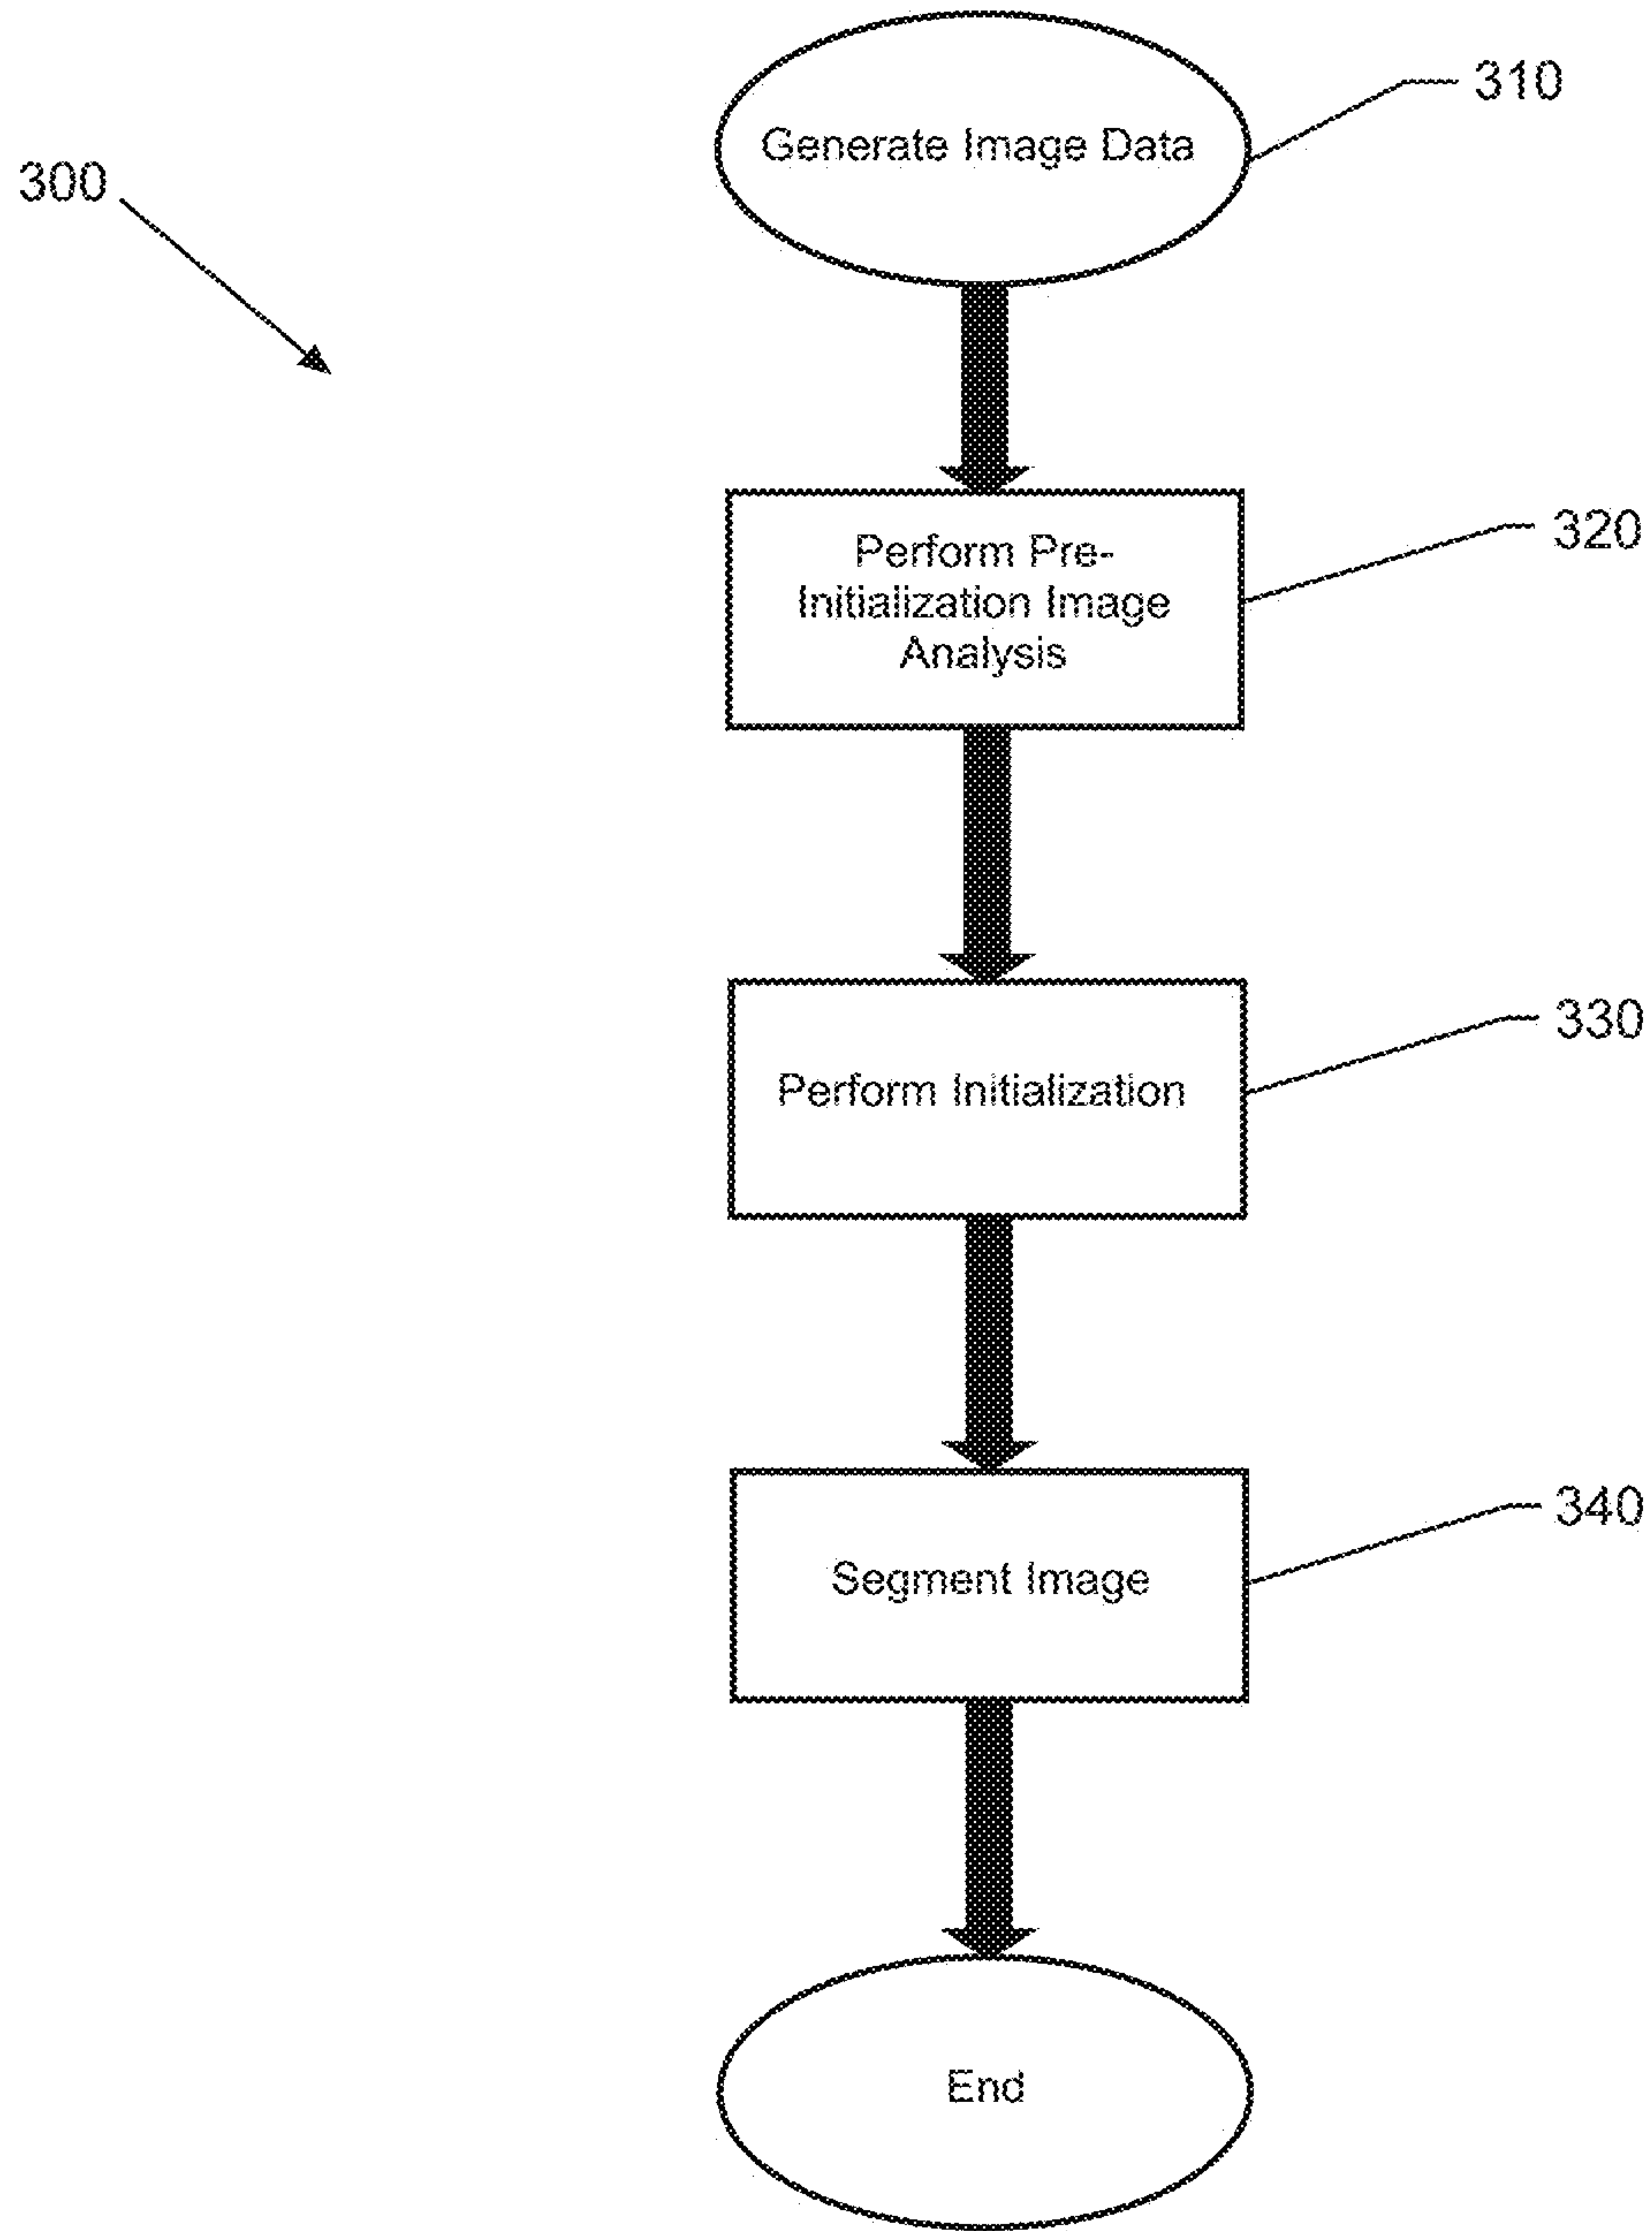 310
Generate Image Data
300
320
Perform Pre-
Initialization Image
Analysis
330
Perform Initialization
340
Segment Image
End